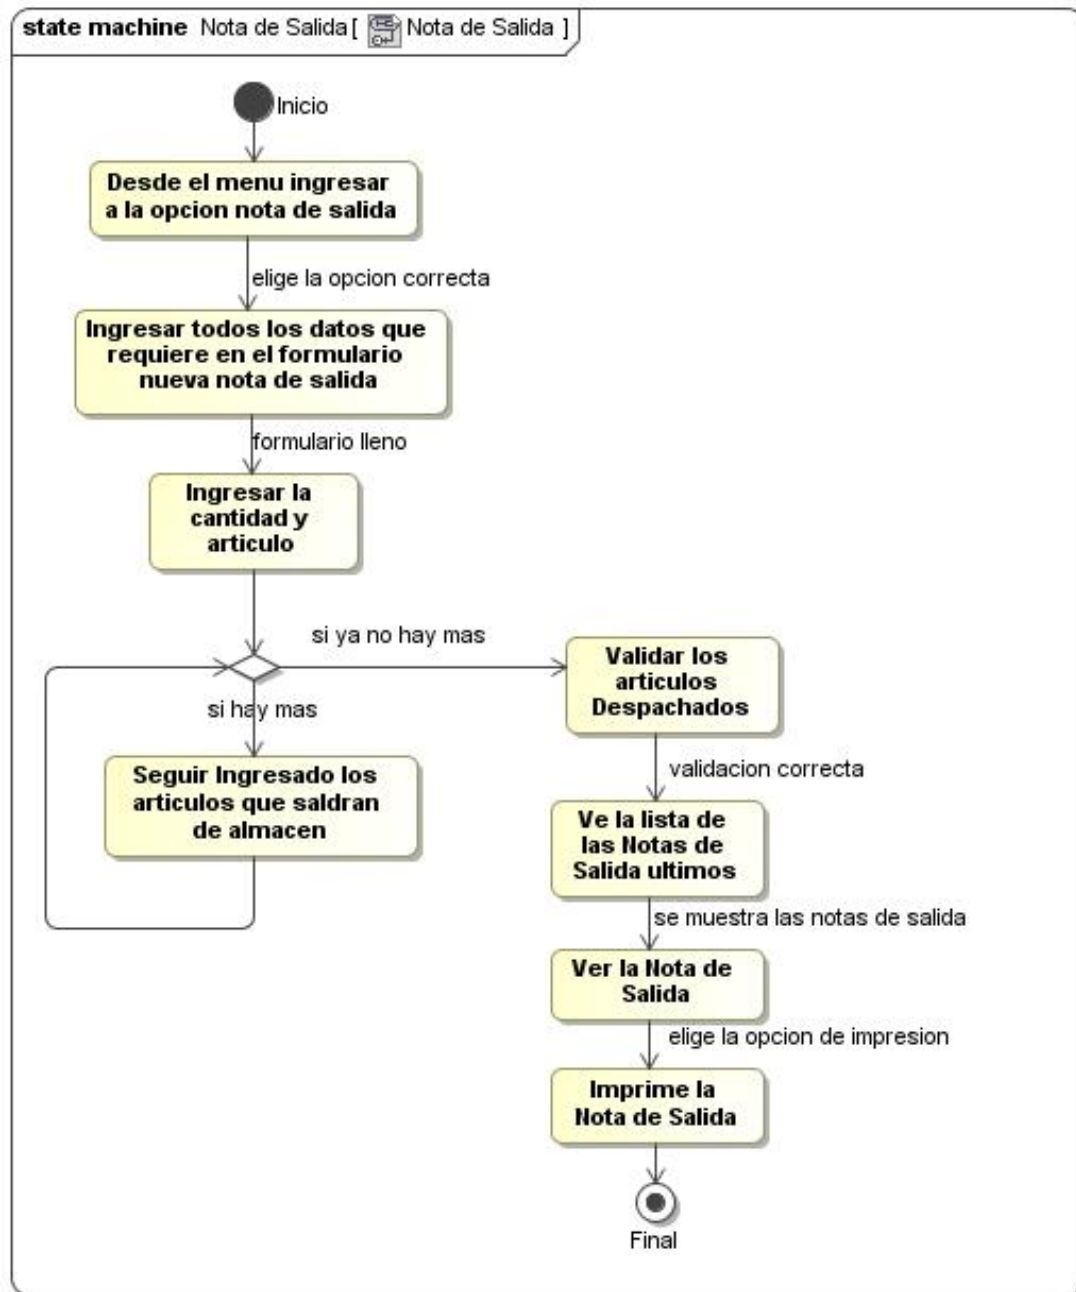 state machine Nota de Salida [ Nota de Salida ]
Inicio
Desde el menu ingresar
a la opcion nota de salida
elige la opcion correcta
Ingresar todos los datos que
requiere en el formulario
nueva nota de salida
formulario lleno
Ingresar la
cantidad y
articulo
si ya no hay mas
si hay mas
Seguir Ingresado los
articulos que saldran
de almacen
Validar los
articulos
Despachados
validacion correcta
Ve la lista de
las Notas de
Salida ultimos
se muestra las notas de salida
Ver la Nota de
Salida
elige la opcion de impresion
Imprime la
Nota de Salida
Final